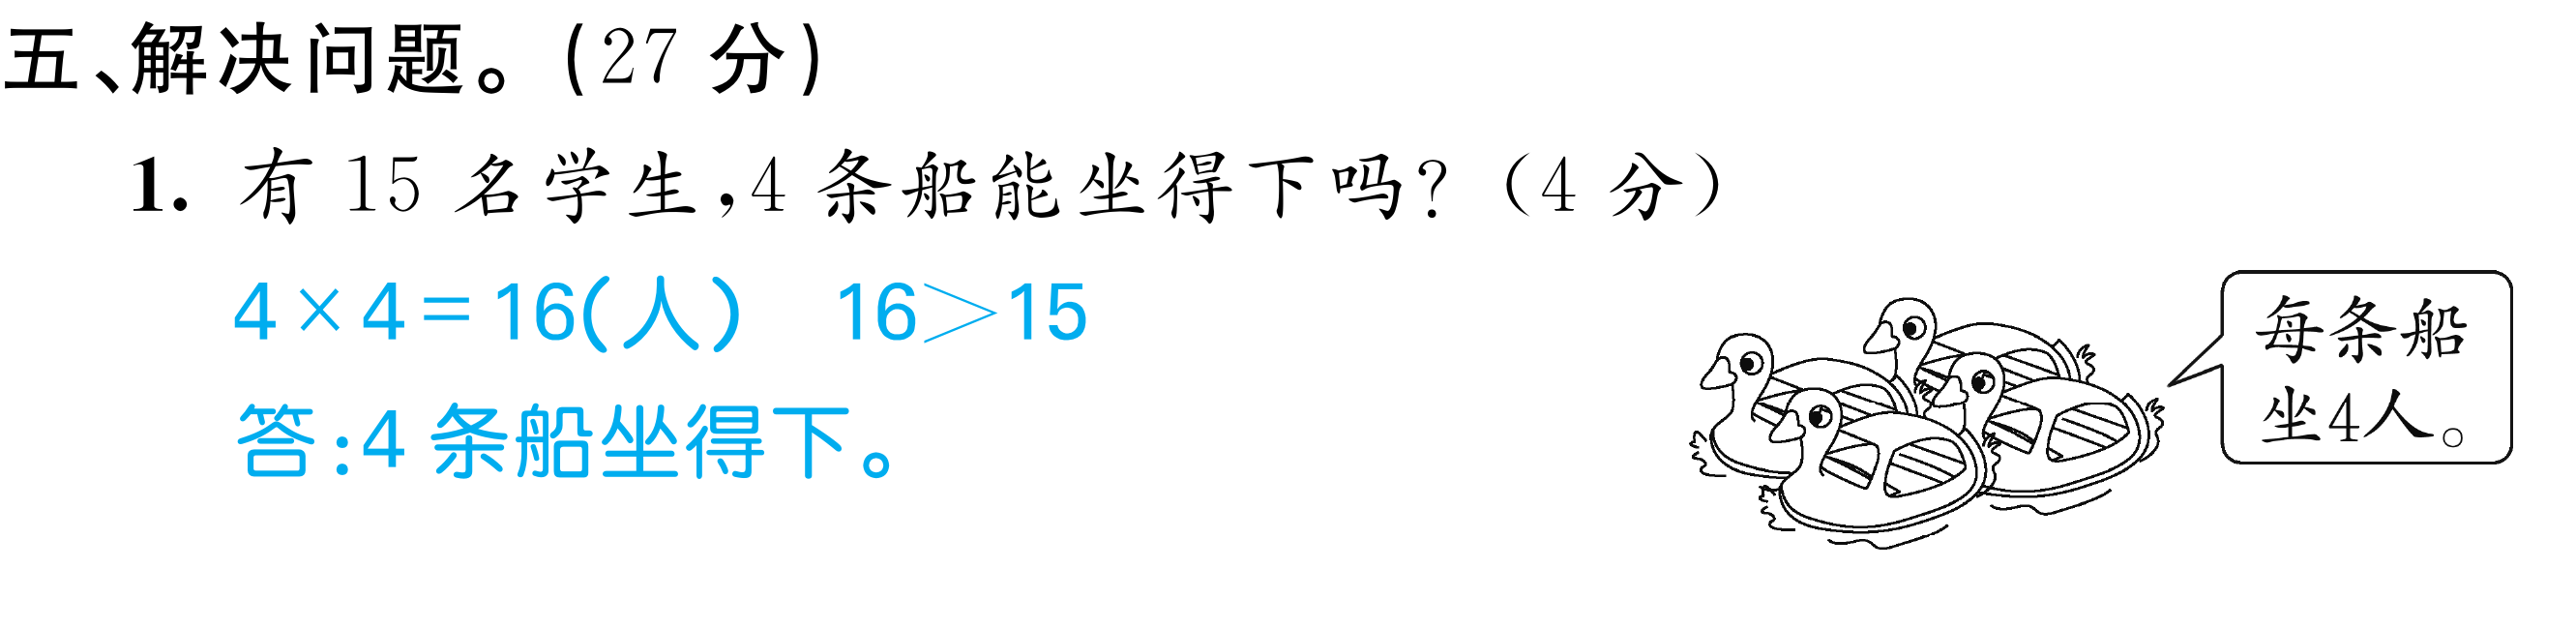 五、解决问题。(27 分)
1. 有 15 名学生,4 条船能坐得下吗?(4 分)
4×4=16(人) 16>15
答:4 条船坐得下。
每条船
坐4人。